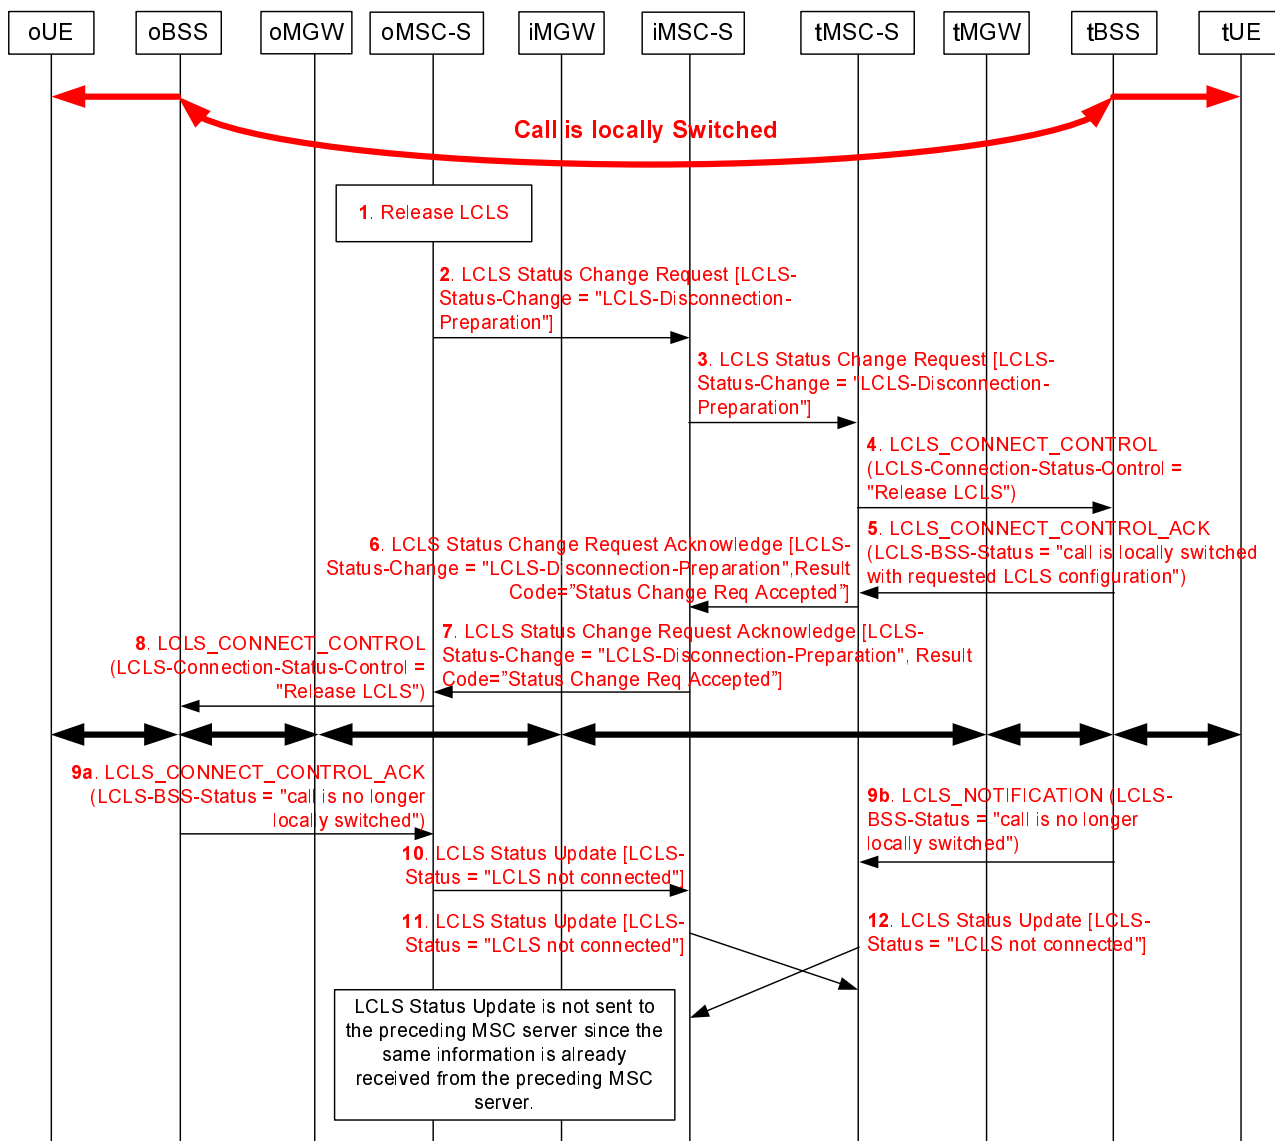 oUE
oBSS
oMGW
oMSC-S
iMGW
iMSC-S
tMSC-S
tMGW
tBSS
tUE
Call is locally Switched
1. Release LCLS
2. LCLS Status Change Request [LCLS-
Status-Change = "LCLS-Disconnection-
Preparation"]
3. LCLS Status Change Request [LCLS-
Status-Change = "LCLS-Disconnection-
Preparation"]
4. LCLS_CONNECT_CONTROL
(LCLS-Connection-Status-Control =
"Release LCLS")
5. LCLS_CONNECT_CONTROL_ACK
(LCLS-BSS-Status = "call is locally switched
with requested LCLS configuration")
6. LCLS Status Change Request Acknowledge [LCLS-
Status-Change = "LCLS-Disconnection-Preparation",Result
Code=”Status Change Req Accepted”]
7. LCLS Status Change Request Acknowledge [LCLS-
Status-Change = "LCLS-Disconnection-Preparation", Result
Code=”Status Change Req Accepted”]
8. LCLS_CONNECT_CONTROL
(LCLS-Connection-Status-Control =
"Release LCLS")
9a. LCLS_CONNECT_CONTROL_ACK
(LCLS-BSS-Status = "call is no longer
locally switched")
9b. LCLS_NOTIFICATION (LCLS-
BSS-Status = "call is no longer
locally switched")
10. LCLS Status Update [LCLS-
Status = "LCLS not connected"]
11. LCLS Status Update [LCLS-
Status = "LCLS not connected"]
12. LCLS Status Update [LCLS-
Status = "LCLS not connected"]
LCLS Status Update is not sent to
the preceding MSC server since the
same information is already
received from the preceding MSC
server.